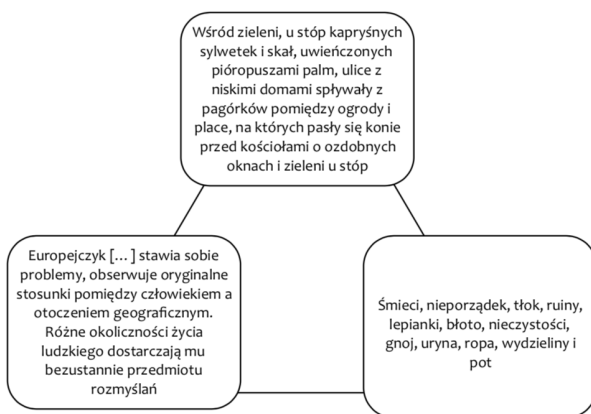 Wśród zieleni, u stóp kapryśnych
sylwetek i skał, uwieńczonych
pióropuszami palm, ulice z
niskimi domami spływały z
pagórków pomiędzy ogrody i
place, na których pasły się konie
przed kościołami o ozdobnych
oknach i zieleni u stóp
Europejczyk [...] stawia sobie
problemy, obserwuje oryginalne
stosunki pomiędzy człowiekiem a
otoczeniem geograficznym.
Różne okoliczności życia
ludzkiego dostarczają mu
bezustannie przedmiotu
rozmyślań
Śmieci, nieporządek, tłok, ruiny,
lepianki, błoto, nieczystości,
gnoj, uryna, ropa, wydzieliny i
pot